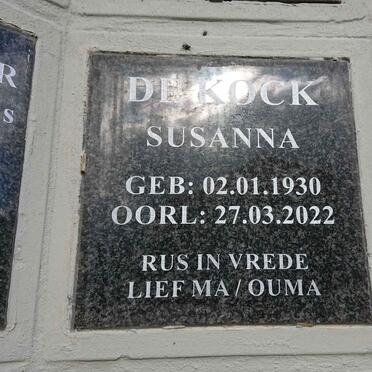 DE KOCK
SUSANNA
GEB: 02.01.1930
OORL: 27.03.2022
RUS IN VREDE
LIEF MA / OUMA
R
S